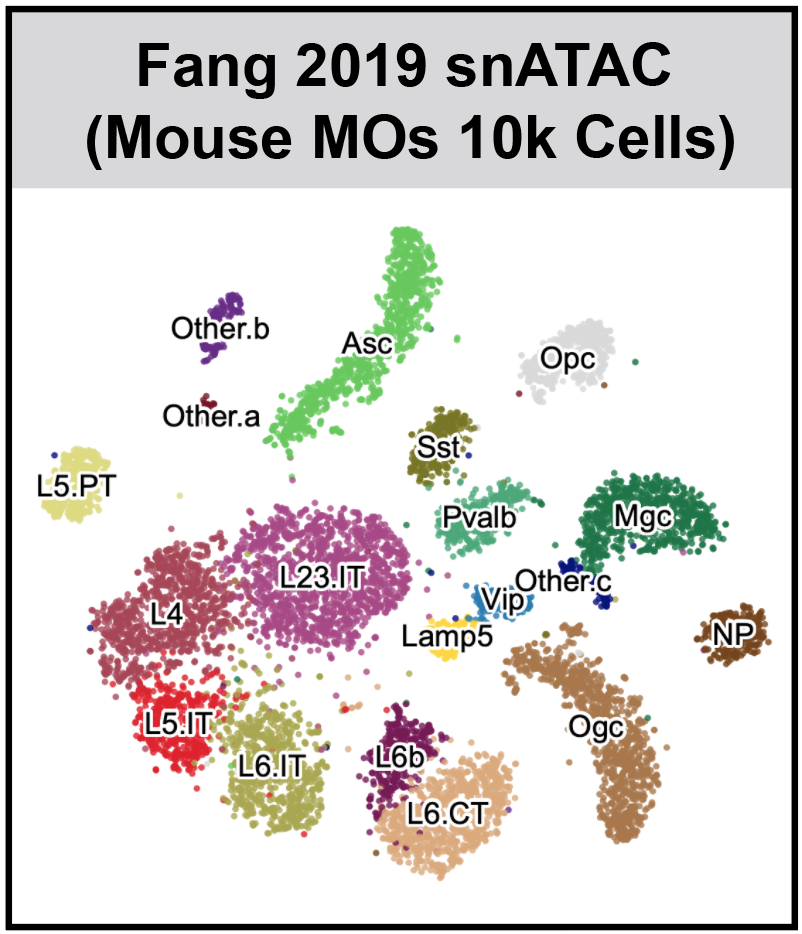 Fang 2019 snATAC
(Mouse MOs 10k Cells)
Other.b
Asc
Opc
Other.a
Sst
L5.PT
Pvalb
Mgc
L23.IT
Other.c
Vip
L4
Lamp5
NP
L5.IT
Ogc
L6b
L6.IT
L6.CT